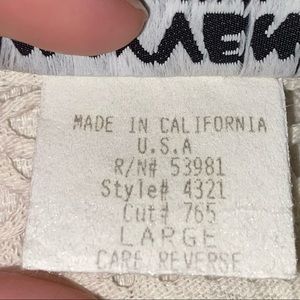 MADE IN CALIFORNIA
U.S.A
R/N# 53981
Style# 4321
Cut# 765
LARGE
CARE REVERSE